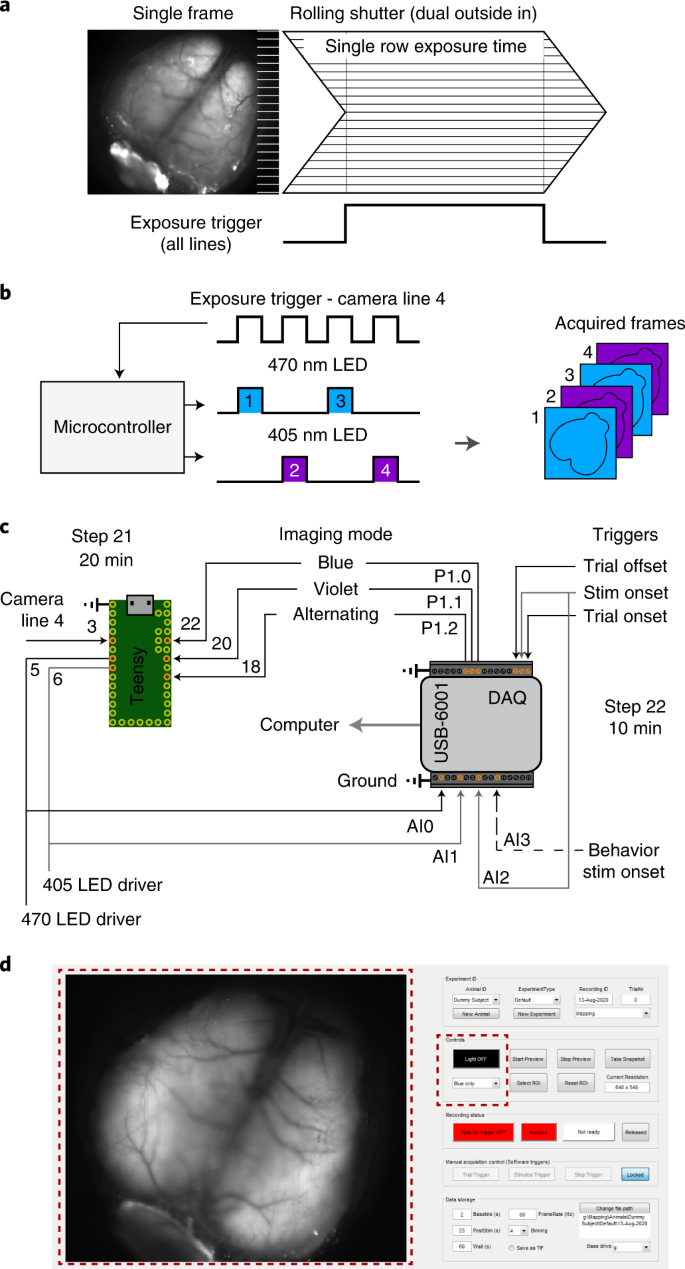 a
Single frame
Rolling shutter (dual outside in)
Single row exposure time
Exposure trigger
(all lines)
b
Exposure trigger - camera line 4
470 nm LED
Microcontroller
1
3
405 nm LED
2
4
Acquired frames
4
3
2
1
c
Step 21
20 min
Imaging mode
Triggers
Blue
Violet
Alternating
P1.0
P1.1
P1.2
Trial offset
Stim onset
Trial onset
Camera
line 4
3
22
20
18
5
6
Teensy
USB-6001
DAQ
Step 22
10 min
Computer
Ground
AI0
AI1
AI2
AI3
Behavior
stim onset
405 LED driver
470 LED driver
d
Experiment ID
Animal ID
ExperimentType
Recording ID
TrialNr
Dummy Subject
Default
13-Aug-2020
0
New Animal
New Experiment
Mapping
Controls
Light OFF
Start Preview
Stop Preview
Take Snapshot
Blue only
Select ROI
Reset ROI
Current Resolution
640 x 540
Recording status
Wait for trigger OFF
Not ready
Released
Manual acquisition control (Software triggers)
Trial Trigger
Stimulus Trigger
Stop Trigger
Locked
Data storage
2
Baseline (s)
60
FrameRate (Hz)
Change file path
g:\Mapping\Animals\Dummy
Subject\Default\13-Aug-2020
23
PostStim (s)
4
Binning
60
Wait (s)
Save as TIF
Base drive:
g